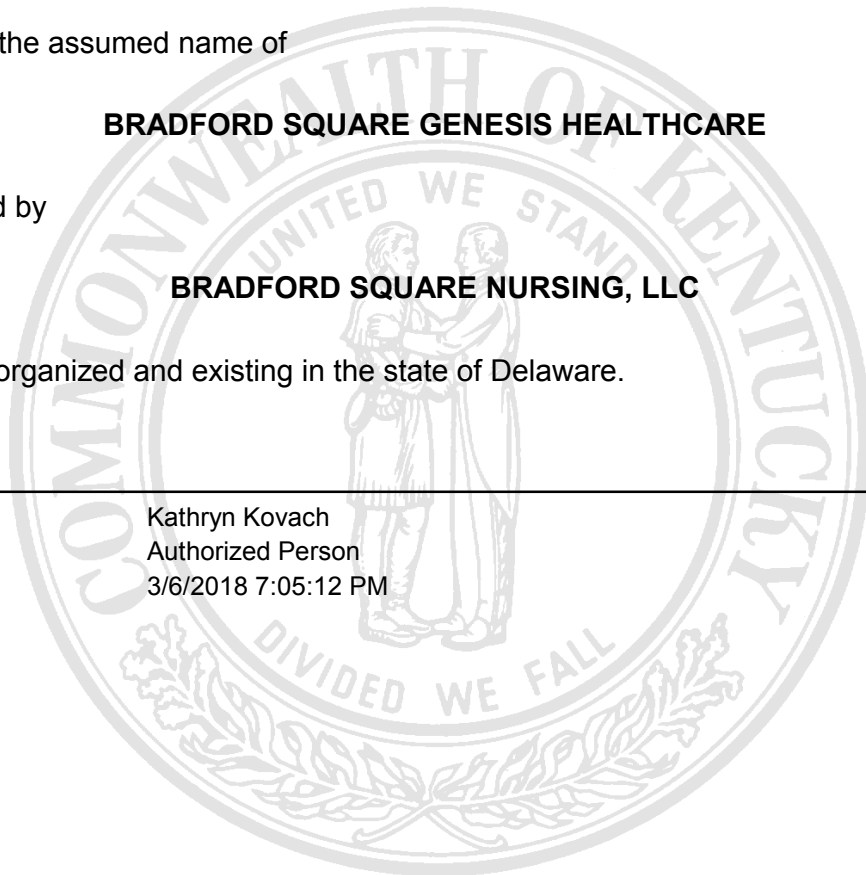 the assumed name of
BRADFORD SQUARE GENESIS HEALTHCARE
d by
BRADFORD SQUARE NURSING, LLC
organized and existing in the state of Delaware.
Kathryn Kovach
Authorized Person
3/6/2018 7:05:12 PM
COMMONWEALTH OF KENTUCKY
UNITED WE STAND
DIVIDED WE FALL